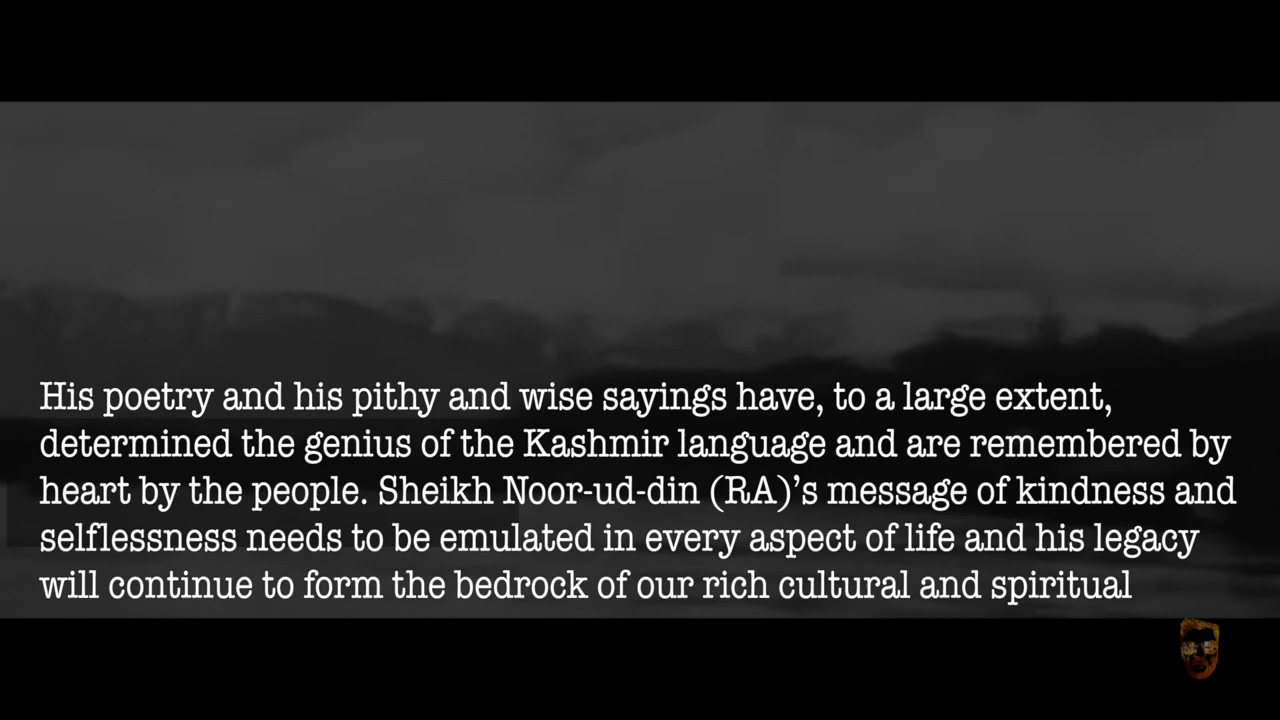 His poetry and his pithy and wise sayings have, to a large extent,
determined the genius of the Kashmir language and are remembered by
heart by the people. Sheikh Noor-ud-din (RA)’s message of kindness and
selflessness needs to be emulated in every aspect of life and his legacy
will continue to form the bedrock of our rich cultural and spiritual